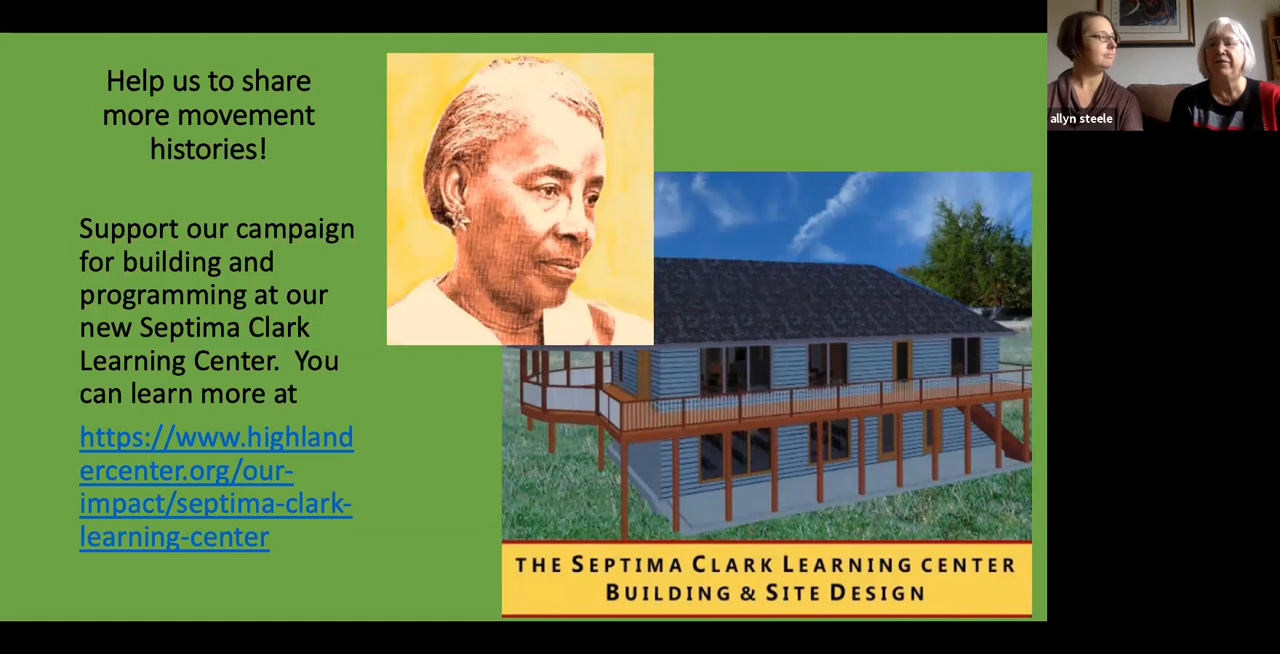 Help us to share
more movement
histories!
Support our campaign
for building and
programming at our
new Septima Clark
Learning Center.  You
can learn more at
https://www.highland
ercenter.org/our-
impact/septima-clark-
learning-center
THE SEPTIMA CLARK LEARNING CENTER
BUILDING & SITE DESIGN
allyn steele